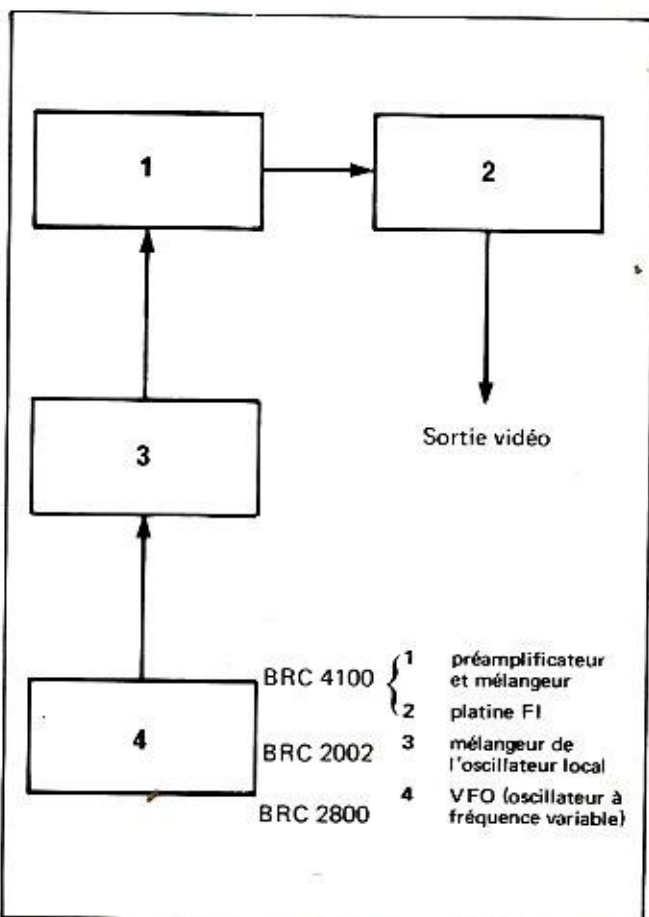 1
2
3
Sortie vidéo
4
BRC 4100 { 1 préamplificateur
et mélangeur
2 platine FI
BRC 2002 3 mélangeur de
l'oscillateur local
BRC 2800 4 VFO (oscillateur à
fréquence variable)